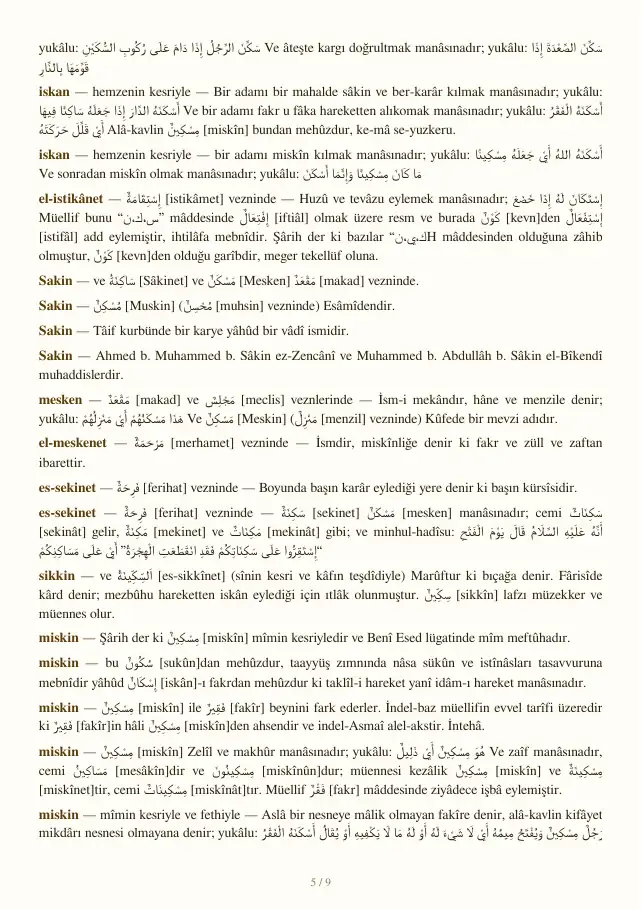 yukâlu: سَكَّنَ الرَّجُلُ إِذَا دَامَ عَلَى رُكُوبِ السُّكَيْنِ Ve âteşte kargı doğrultmak manâsınadır; yukâlu: سَكَّنَ الصَّعْدَةَ إِذَا
قَوَّمَهَا بِالنَّارِ
iskan — hemzenin kesriyle — Bir adamı bir mahalde sâkin ve ber-karâr kılmak manâsınadır; yukâlu:
أَسْكَنَهُ الدَّارَ إِذَا جَعَلَهُ سَاكِنًا فِيهَا Ve bir adamı fakr u fâka hareketten alıkomak manâsınadır; yukâlu: أَسْكَنَهُ الْفَقْرُ
أَيْ قَلَّلَ حَرَكَتَهُ Alâ-kavlin مِسْكِينٌ [miskîn] bundan mehûzdur, ke-mâ se-yuzkeru.
iskan — hemzenin kesriyle — bir adamı miskîn kılmak manâsınadır; yukâlu: أَسْكَنَهُ اللهُ أَيْ جَعَلَهُ مِسْكِينًا
Ve sonradan miskîn olmak manâsınadır; yukâlu: مَا كَانَ مِسْكِينًا وَإِنَّمَا أَسْكَنَ
el-istikânet — إِسْتِقَامَةٌ [istikâmet] vezninde — Huzû ve tevâzu eylemek manâsınadır; إِسْتَكَانَ لَهُ إِذَا خَضَعَ
Müellif bunu “س،ك،ن” mâddesinde إِفْتِعَالٌ [iftiâl] olmak üzere resm ve burada كَوْنٌ [kevn]den إِسْتِفْعَالٌ
[istifâl] add eylemiştir, ihtilâfa mebnîdir. Şârih der ki bazılar “ك،ي،نH mâddesinden olduğuna zâhib
olmuştur, كَوْنٌ [kevn]den olduğu garîbdir, meger tekellüf oluna.
Sakin — ve سَاكِنَةُ [Sâkinet] ve مَسْكَنٌ [Mesken] مَقْعَدٌ [makad] vezninde.
Sakin — مُسْكِنٌ [Muskin] (مُحْسِنٌ [muhsin] vezninde) Esâmîdendir.
Sakin — Tâif kurbünde bir karye yâhûd bir vâdî ismidir.
Sakin — Ahmed b. Muhammed b. Sâkin ez-Zencânî ve Muhammed b. Abdullâh b. Sâkin el-Bîkendî
muhaddislerdir.
mesken — مَقْعَدٌ [makad] ve مَجْلِسٌ [meclis] veznlerinde — İsm-i mekândır, hâne ve menzile denir;
yukâlu: هَذَا مَسْكَنُهُمْ أَيْ مَنْزِلُهُمْ Ve مَسْكِنٌ [Meskin] (مَنْزِلٌ [menzil] vezninde) Kûfede bir mevzi adıdır.
el-meskenet — مَرْحَمَةٌ [merhamet] vezninde — İsmdir, miskînliğe denir ki fakr ve züll ve zaftan
ibarettir.
es-sekinet — فَرِحَةٌ [ferihat] vezninde — Boyunda başın karâr eylediği yere denir ki başın kürsîsidir.
es-sekinet — فَرِحَةٌ [ferihat] vezninde — سَكِنَةٌ [sekinet] مَسْكَنٌ [mesken] manâsınadır; cemi سَكِنَاتٌ
[sekinât] gelir, مَكِنَةٌ [mekinet] ve مَكِنَاتٌ [mekinât] gibi; ve minhul-hadîsu: أَنَّهُ عَلَيْهِ السَّلَامُ قَالَ يَوْمَ الْفَتْحِ
“إِسْتَقِرُّوا عَلَى سَكِنَاتِكُمْ فَقَدِ انْقَطَعَتِ الْهِجْرَةُ” أَيْ عَلَى مَسَاكِنِكُمْ
sikkin — ve اَلسِّكِّينَةُ [es-sikkînet] (sînin kesri ve kâfın teşdîdiyle) Marûftur ki bıçağa denir. Fârisîde
kârd denir; mezbûhu hareketten iskân eylediği için ıtlâk olunmuştur. سِكِّينٌ [sikkîn] lafzı müzekker ve
müennes olur.
miskin — Şârih der ki مِسْكِينٌ [miskîn] mîmin kesriyledir ve Benî Esed lügatinde mîm meftûhadır.
miskin — bu سُكُونٌ [sukûn]dan mehûzdur, taayyüş zımnında nâsa sükûn ve istînâsları tasavvuruna
mebnîdir yâhûd إِسْكَانٌ [iskân]-ı fakrdan mehûzdur ki taklîl-i hareket yanî idâm-ı hareket manâsınadır.
miskin — مِسْكِينٌ [miskîn] ile فَقِيرٌ [fakîr] beynini fark ederler. İndel-baz müellifin evvel tarîfi üzeredir
ki فَقِيرٌ [fakîr]in hâli مِسْكِينٌ [miskîn]den ahsendir ve indel-Asmaî alel-akstir. İntehâ.
miskin — مِسْكِينٌ [miskîn] Zelîl ve makhûr manâsınadır; yukâlu: هُوَ مِسْكِينٌ أَيْ ذَلِيلٌ Ve zaîf manâsınadır,
cemi مَسَاكِينُ [mesâkîn]dir ve مِسْكِينُونَ [miskînûn]dur; müennesi kezâlik مِسْكِينٌ [miskîn] ve مِسْكِينَةٌ
[miskînet]tir, cemi مِسْكِينَاتٌ [miskînât]tır. Müellif فَقْرٌ [fakr] mâddesinde ziyâdece işbâ eylemiştir.
miskin — mîmin kesriyle ve fethiyle — Aslâ bir nesneye mâlik olmayan fakîre denir, alâ-kavlin kifâyet
mikdârı nesnesi olmayana denir; yukâlu: رَجُلٌ مِسْكِينٌ وَيُفْتَحُ مِيمُهُ أَيْ لَا شَيْءَ لَهُ أَوْ لَهُ مَا لَا يَكْفِيهِ أَوْ يُقَالُ أَسْكَنَهُ الْفَقْرُ
5 / 9